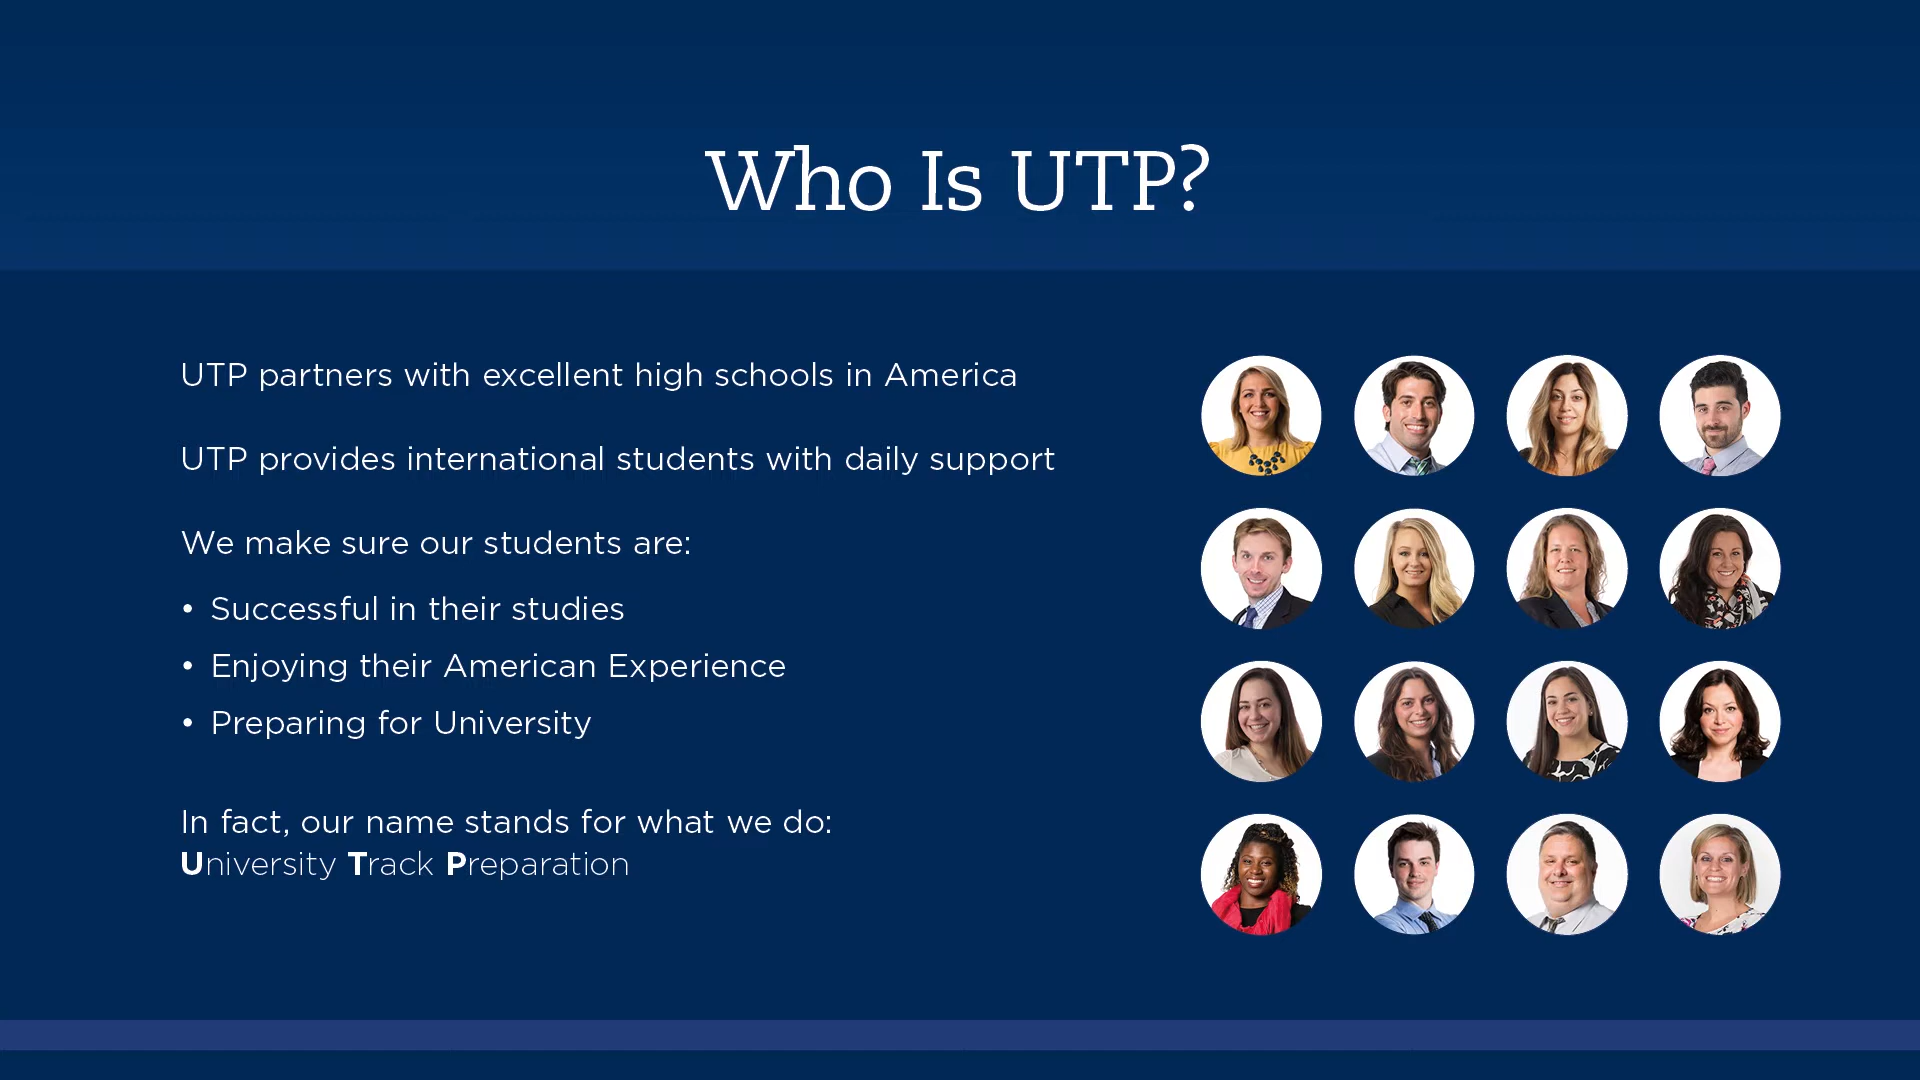 Who Is UTP?
UTP partners with excellent high schools in America
UTP provides international students with daily support
We make sure our students are:
• Successful in their studies
• Enjoying their American Experience
• Preparing for University
In fact, our name stands for what we do:
University Track Preparation